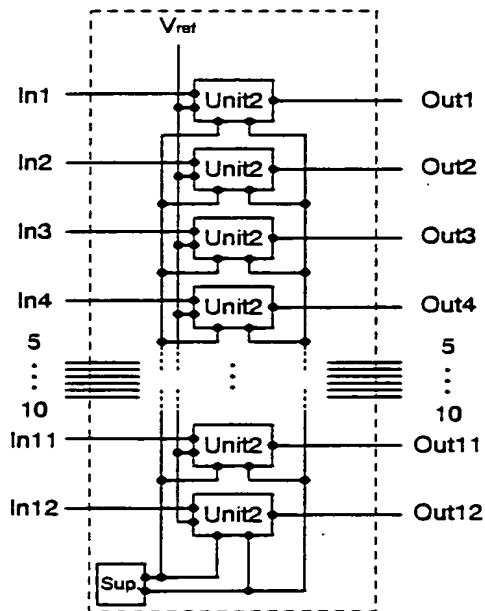 Vref
In1 Unit2 Out1
In2 Unit2 Out2
In3 Unit2 Out3
In4 Unit2 Out4
5 5
10 10
In11 Unit2 Out11
In12 Unit2 Out12
Sup